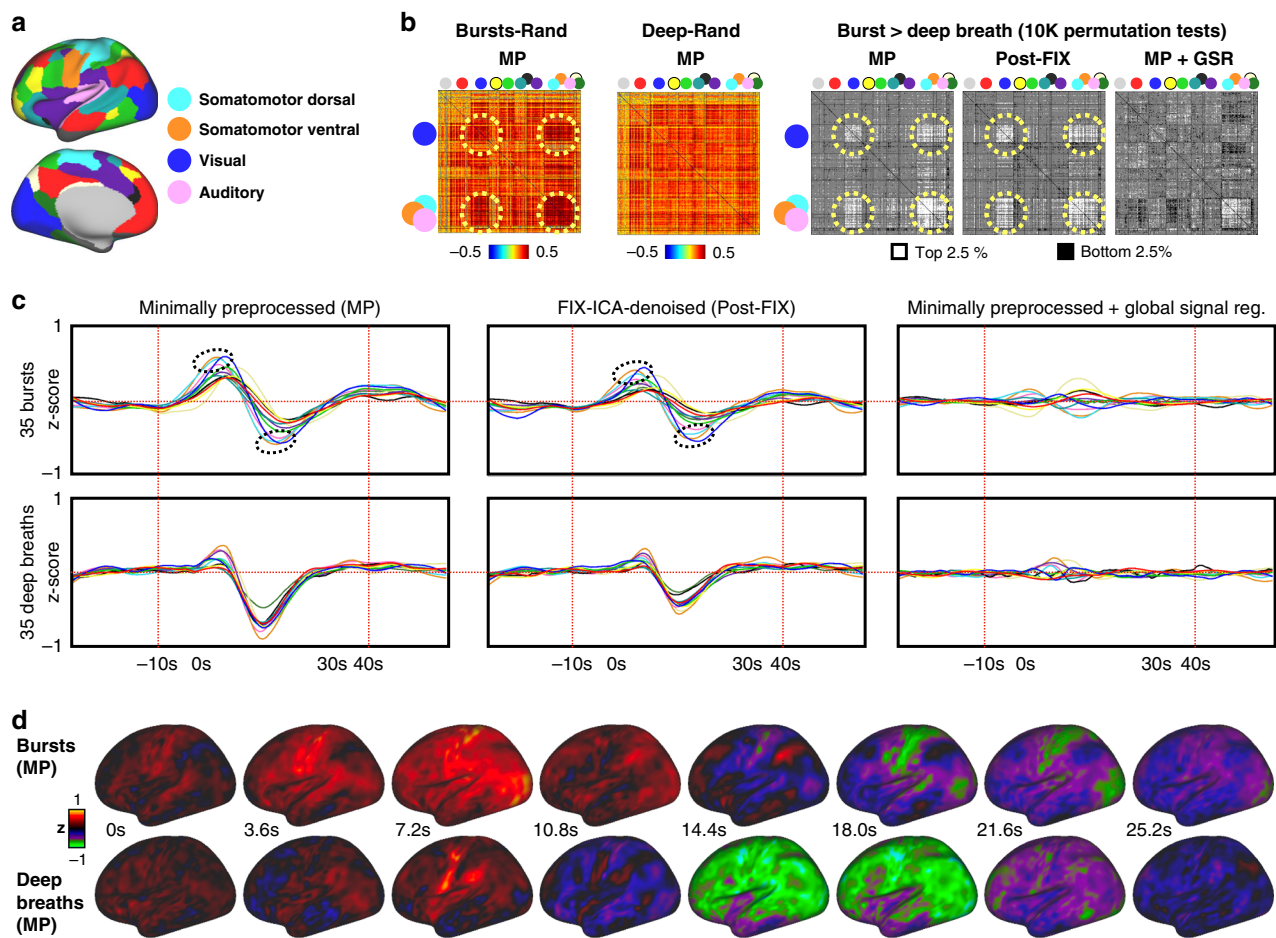 a
Somatomotor dorsal
Somatomotor ventral
Visual
Auditory
b
Bursts-Rand
Deep-Rand
Burst > deep breath (10K permutation tests)
MP
MP
MP
Post-FIX
MP + GSR
−0.5
0.5
−0.5
0.5
Top 2.5 %
Bottom 2.5%
c
Minimally preprocessed (MP)
FIX-ICA-denoised (Post-FIX)
Minimally preprocessed + global signal reg.
35 bursts
z-score
1
−1
35 deep breaths
z-score
1
−1
−10s
0s
30s
40s
−10s
0s
30s
40s
−10s
0s
30s
40s
d
Bursts
(MP)
1
z
−1
0s
3.6s
7.2s
10.8s
14.4s
18.0s
21.6s
25.2s
Deep
breaths
(MP)